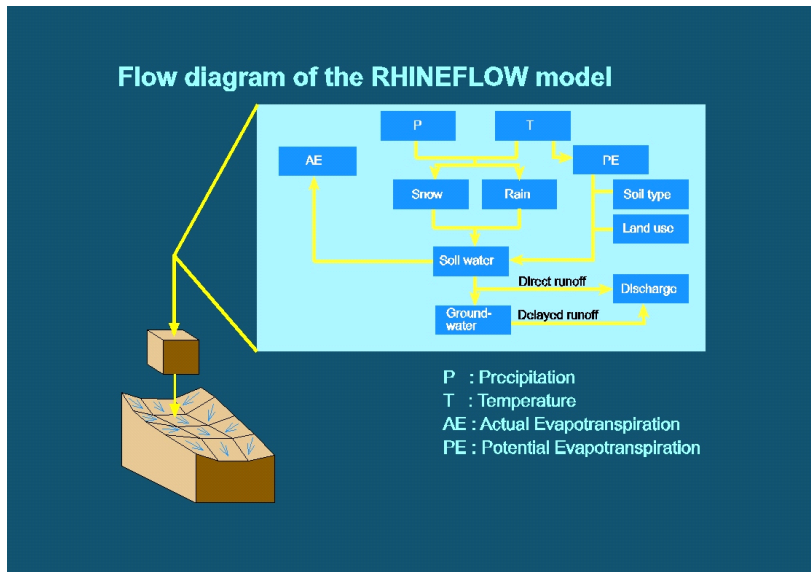 Flow diagram of the RHINEFLOW model
P
T
AE
PE
Snow
Rain
Soil type
Land use
Soil water
Direct runoff
Discharge
Ground-
water
Delayed runoff
P : Precipitation
T : Temperature
AE : Actual Evapotranspiration
PE : Potential Evapotranspiration